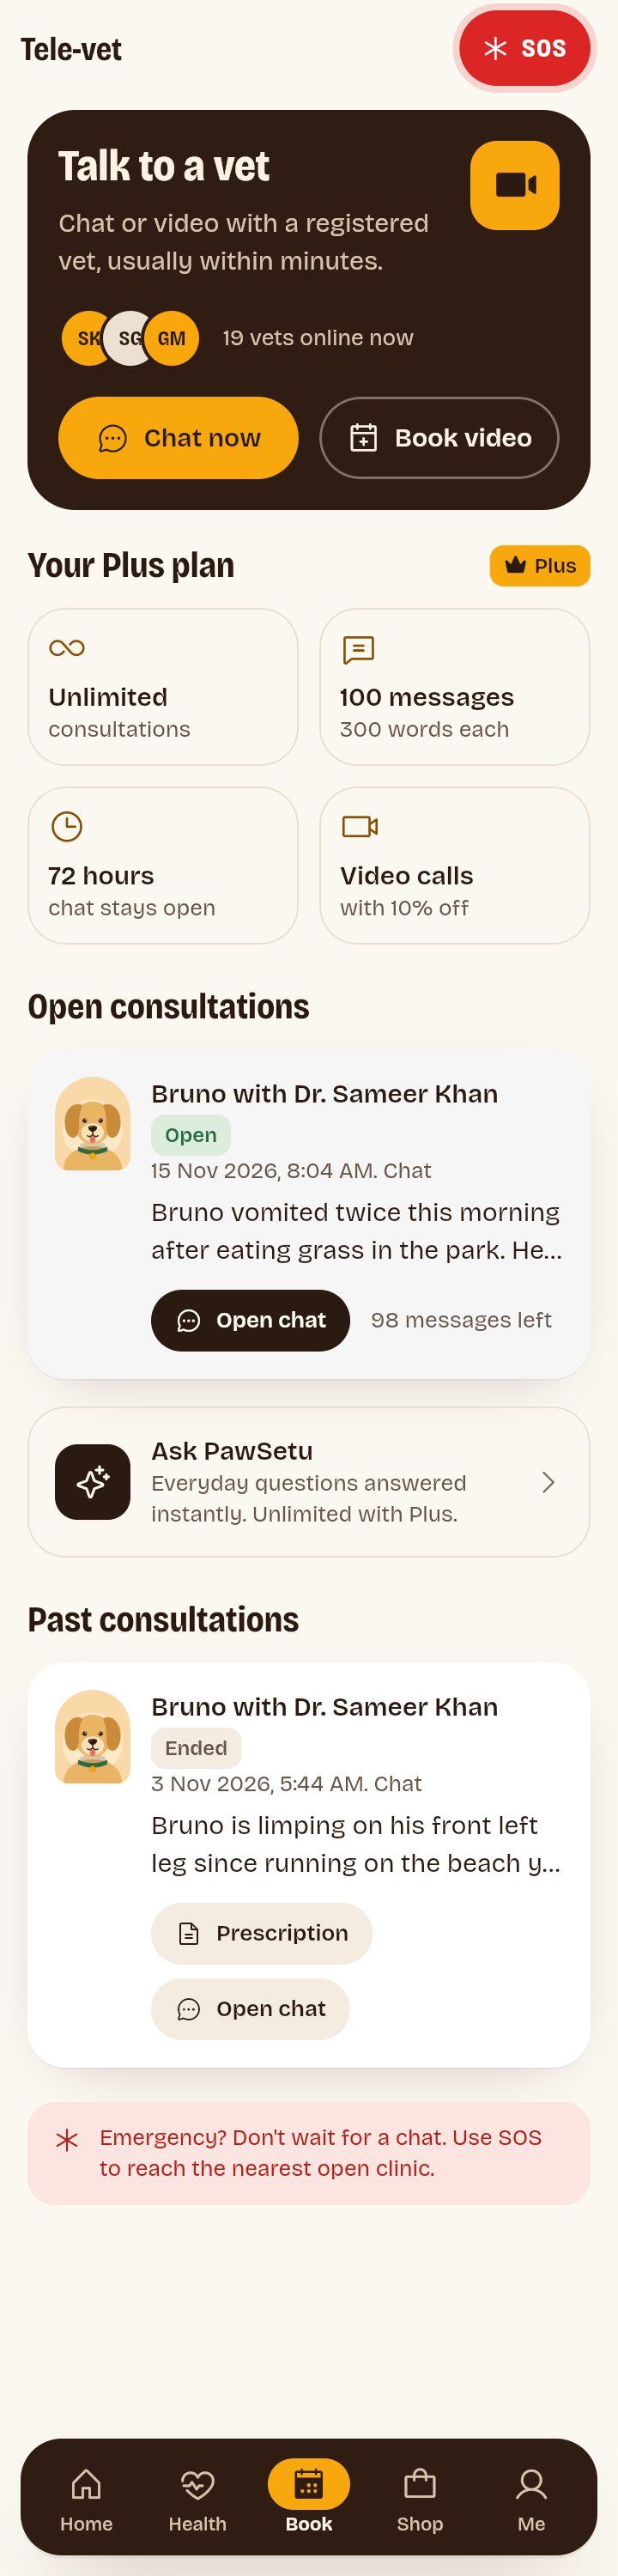 Tele-vet
SOS
Talk to a vet
Chat or video with a registered
vet, usually within minutes.
SK SG GM 19 vets online now
Chat now
Book video
Your Plus plan
Plus
Unlimited
consultations
100 messages
300 words each
72 hours
chat stays open
Video calls
with 10% off
Open consultations
Bruno with Dr. Sameer Khan
Open
15 Nov 2026, 8:04 AM. Chat
Bruno vomited twice this morning
after eating grass in the park. He...
Open chat
98 messages left
Ask PawSetu
Everyday questions answered
instantly. Unlimited with Plus.
Past consultations
Bruno with Dr. Sameer Khan
Ended
3 Nov 2026, 5:44 AM. Chat
Bruno is limping on his front left
leg since running on the beach y...
Prescription
Open chat
Emergency? Don't wait for a chat. Use SOS
to reach the nearest open clinic.
Home
Health
Book
Shop
Me